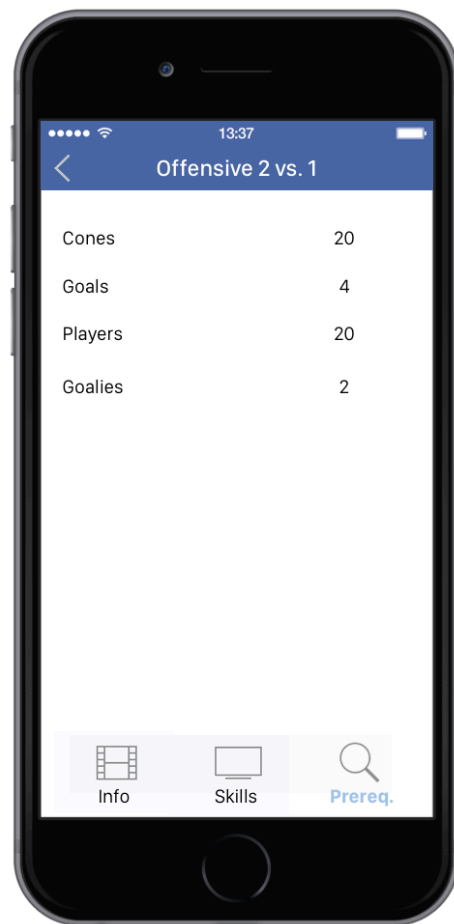 13:37
Offensive 2 vs. 1
Cones 20
Goals 4
Players 20
Goalies 2
Info Skills Prereq.